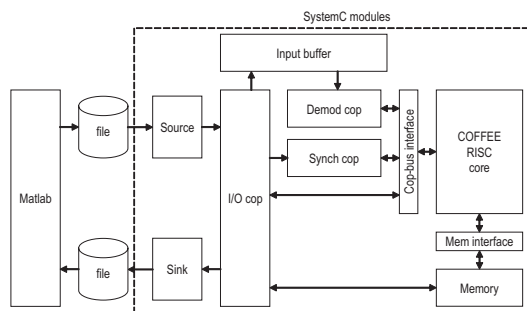 SystemC modules
Input buffer
file
Source
Demod cop
Matlab
I/O cop
Synch cop
Cop-bus interface
COFFEE
RISC
core
file
Sink
Mem interface
Memory